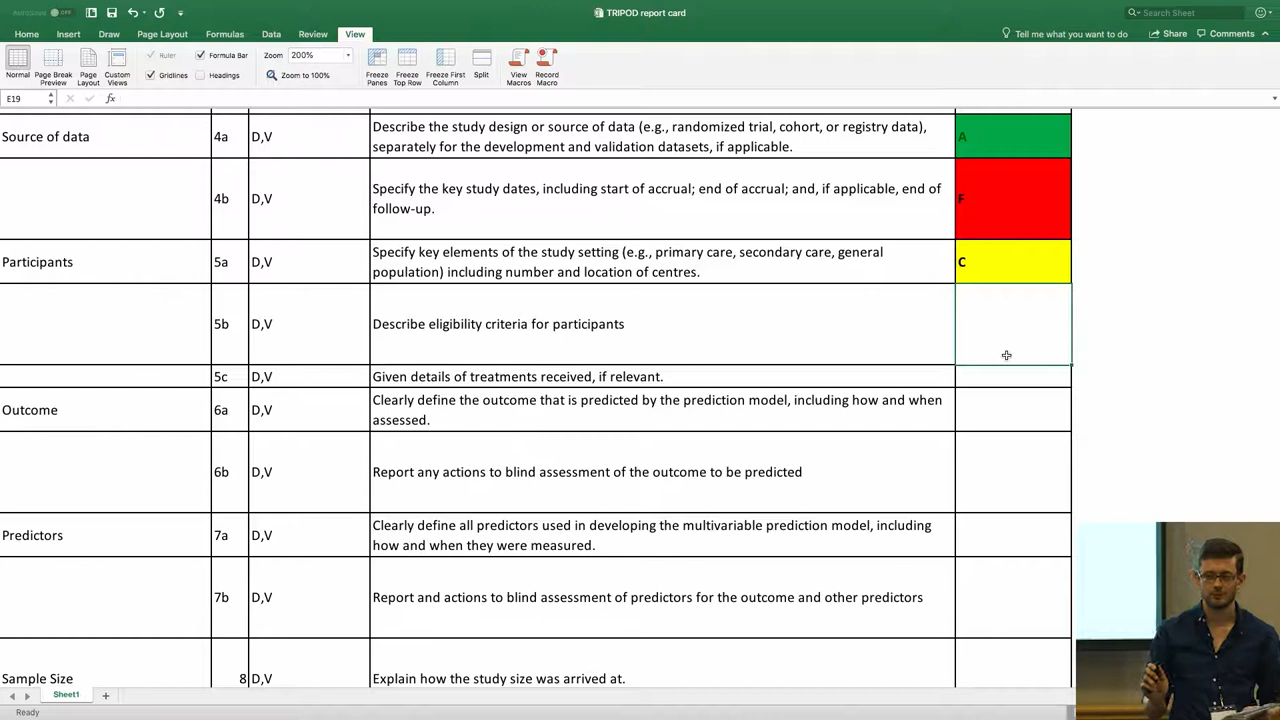 AutoSave OFF
TRIPOD report card
Search Sheet
Home Insert Draw Page Layout Formulas Data Review View
Tell me what you want to do Share Comments
Normal
Page Break Preview
Page Layout
Custom Views
Ruler
Formula Bar
Gridlines
Headings
Zoom 200%
Zoom to 100%
Freeze Panes
Freeze Top Row
Freeze First Column
Split
View Macros
Record Macro
E19
fx
Source of data 4a D,V Describe the study design or source of data (e.g., randomized trial, cohort, or registry data), A
separately for the development and validation datasets, if applicable.
4b D,V Specify the key study dates, including start of accrual; end of accrual; and, if applicable, end of F
follow-up.
Participants 5a D,V Specify key elements of the study setting (e.g., primary care, secondary care, general C
population) including number and location of centres.
5b D,V Describe eligibility criteria for participants
5c D,V Given details of treatments received, if relevant.
Outcome 6a D,V Clearly define the outcome that is predicted by the prediction model, including how and when
assessed.
6b D,V Report any actions to blind assessment of the outcome to be predicted
Predictors 7a D,V Clearly define all predictors used in developing the multivariable prediction model, including
how and when they were measured.
7b D,V Report and actions to blind assessment of predictors for the outcome and other predictors
Sample Size 8 D,V Explain how the study size was arrived at.
Sheet1
Ready